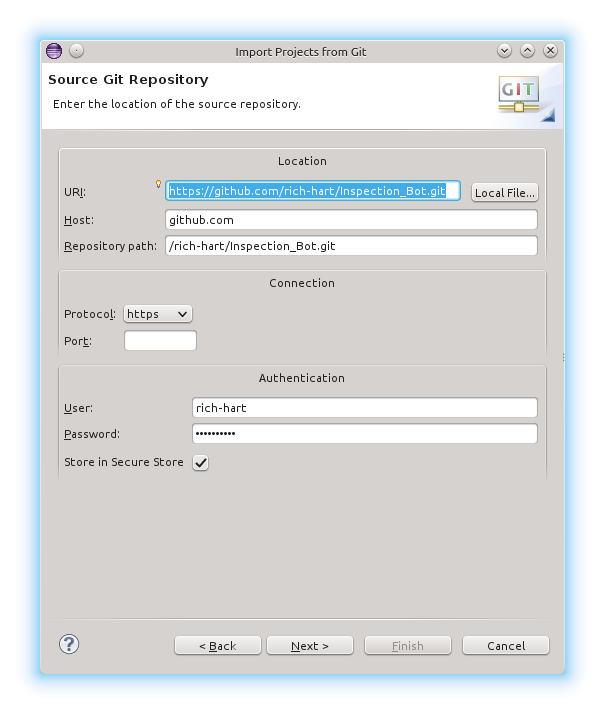 Import Projects from Git
Source Git Repository
Enter the location of the source repository.
GIT
Location
URI: https://github.com/rich-hart/Inspection_Bot.git Local File...
Host: github.com
Repository path: /rich-hart/Inspection_Bot.git
Connection
Protocol: https
Port:
Authentication
User: rich-hart
Password: ••••••••••
Store in Secure Store
? < Back Next > Finish Cancel